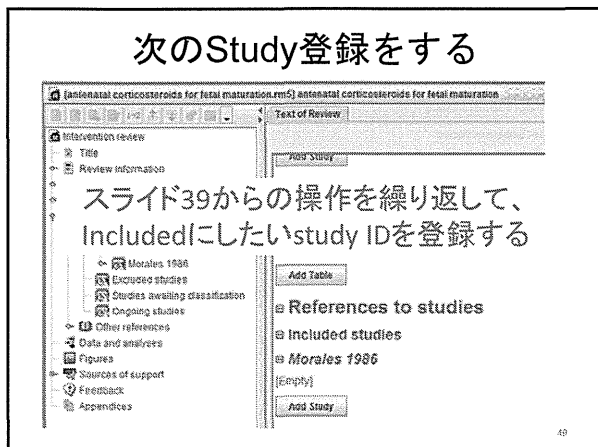 次のStudy登録をする
[antenatal corticosteroids for fetal maturation.rm5] antenatal corticosteroids for fetal maturation
Text of Review
Intervention review
Title
Review information
Add Study
スライド39からの操作を繰り返して、
Includedにしたいstudy IDを登録する
Morales 1986
Excluded studies
Studies awaiting classification
Ongoing studies
Other references
Data and analyses
Figures
Sources of support
Feedback
Appendices
Add Table
References to studies
Included studies
Morales 1986
[Empty]
Add Study
49